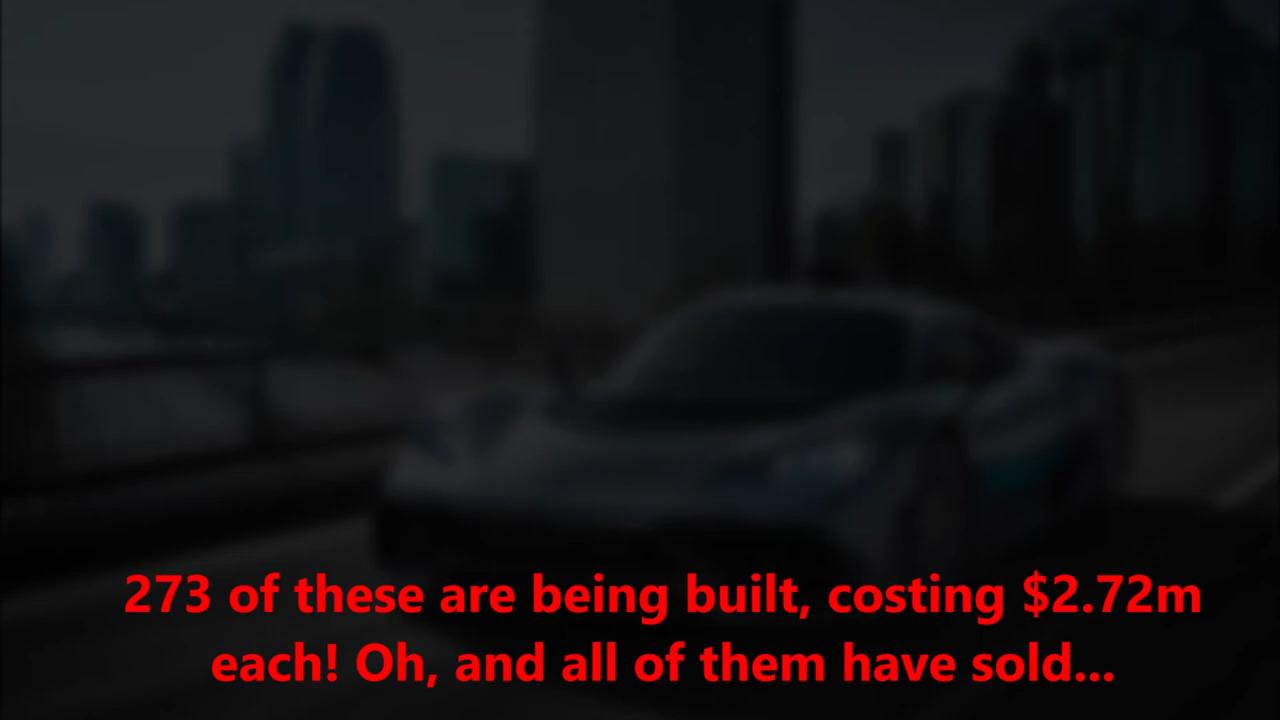 273 of these are being built, costing $2.72m
each! Oh, and all of them have sold...